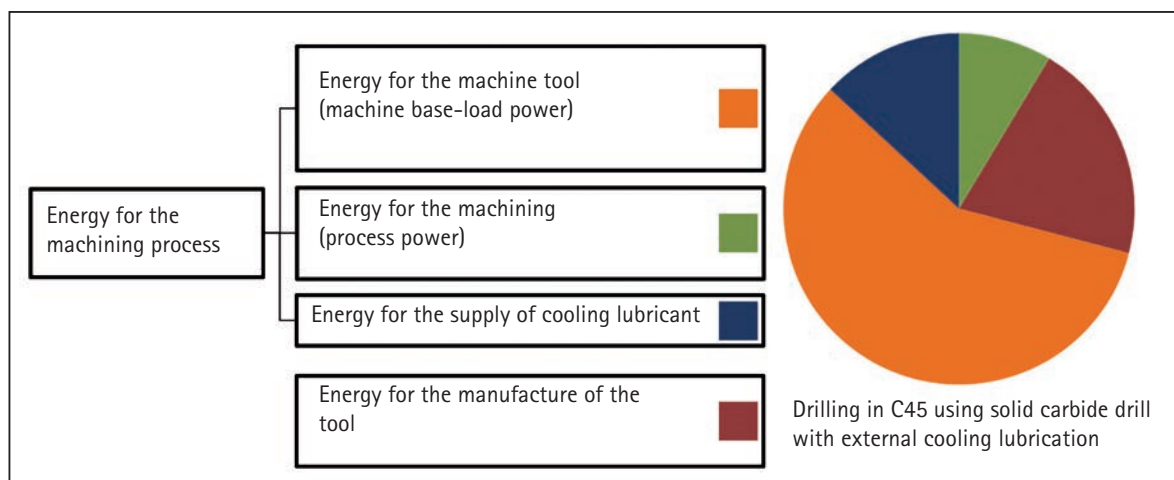 Energy for the machine tool
(machine base-load power)
Energy for the machining process
Energy for the machining
(process power)
Energy for the supply of cooling lubricant
Energy for the manufacture of the
tool
Drilling in C45 using solid carbide drill
with external cooling lubrication